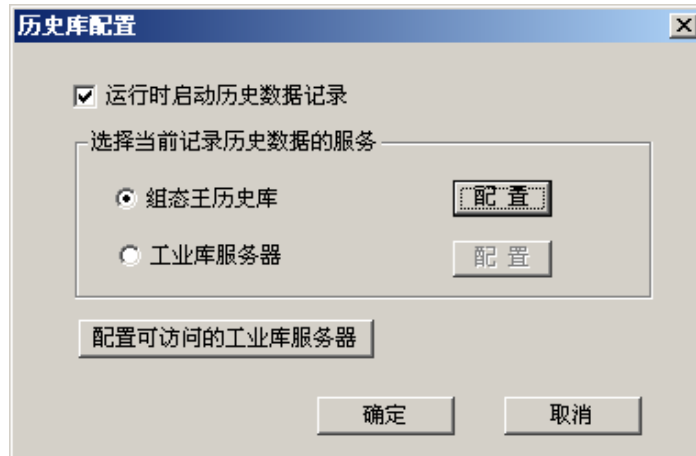 历史库配置
运行时启动历史数据记录
选择当前记录历史数据的服务
组态王历史库 配 置
工业库服务器 配 置
配置可访问的工业库服务器
确定 取消